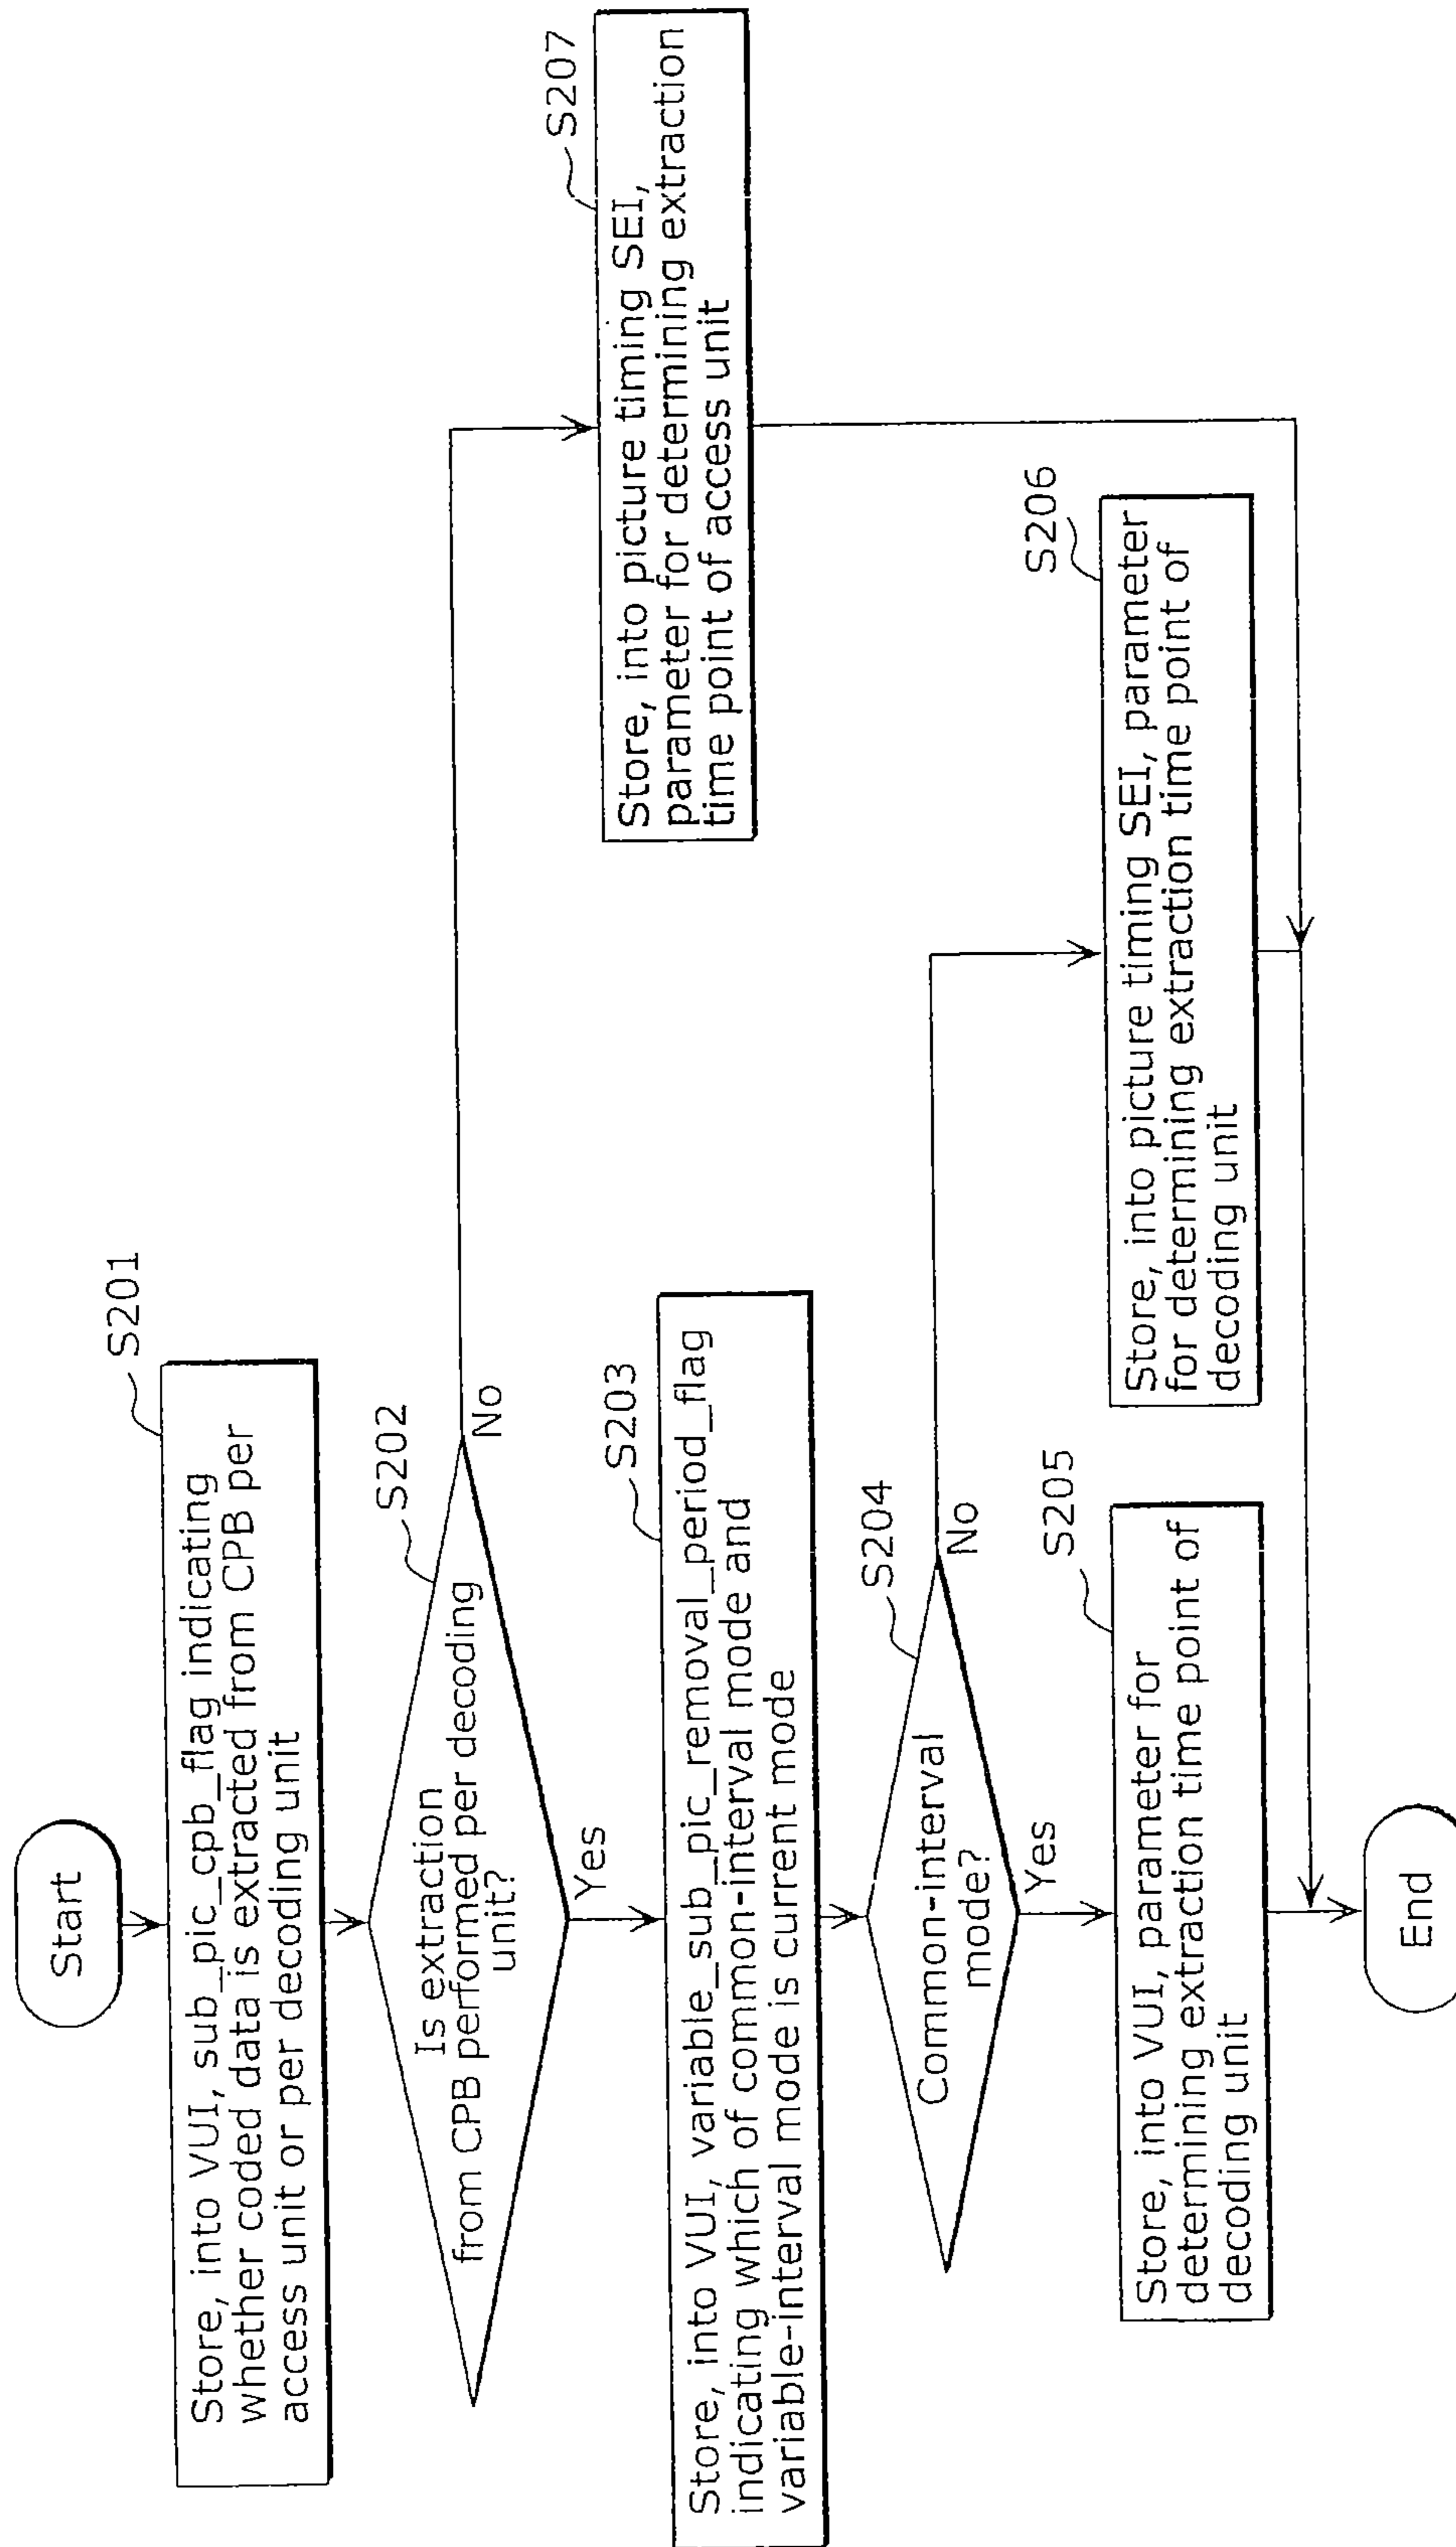 Start
S201
Store, into VUI, sub_pic_cpb_flag indicating
whether coded data is extracted from CPB per
access unit or per decoding unit
S202
Is extraction
from CPB performed per decoding
unit?
No
Yes
S203
Store, into VUI, variable_sub_pic_removal_period_flag
indicating which of common-interval mode and
variable-interval mode is current mode
S204
Common-interval
mode?
No
Yes
S205
Store, into VUI, parameter for
determining extraction time point of
decoding unit
S206
Store, into picture timing SEI, parameter
for determining extraction time point of
decoding unit
S207
Store, into picture timing SEI,
parameter for determining extraction
time point of access unit
End